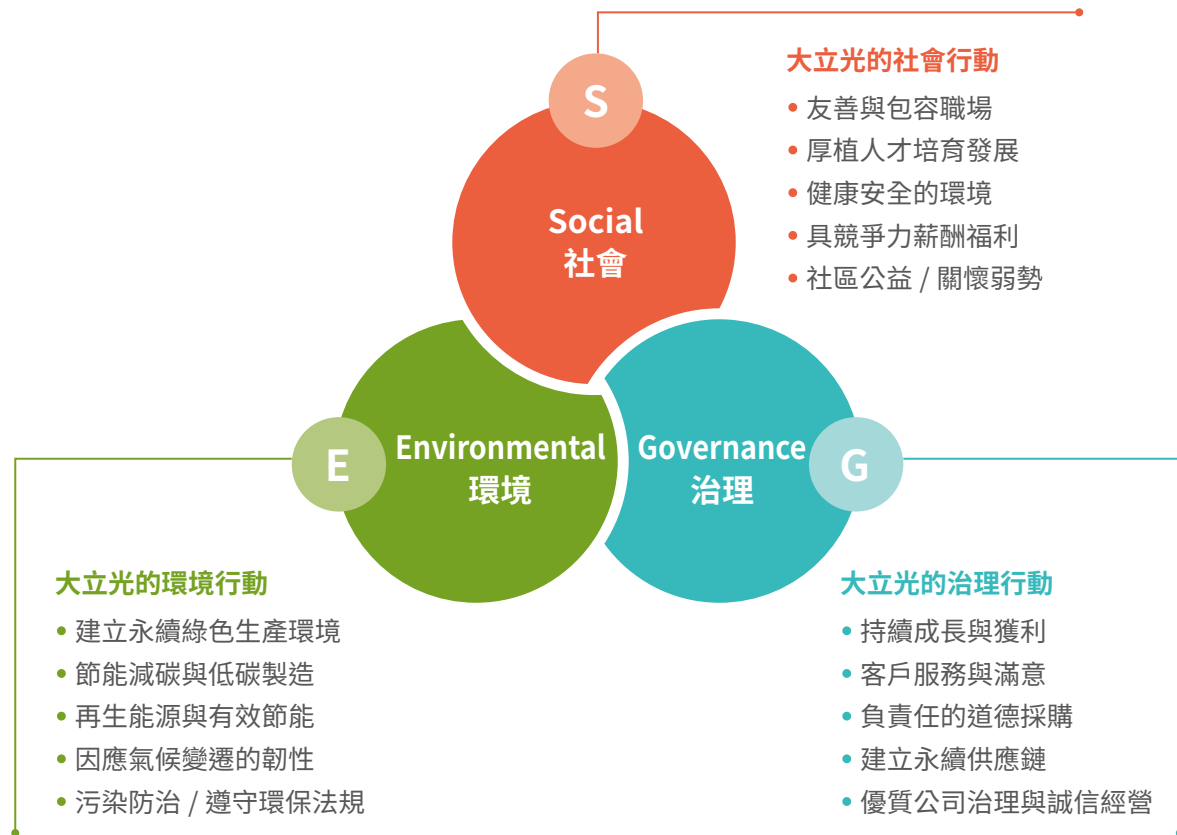 S
Social
社會
大立光的社會行動
• 友善與包容職場
• 厚植人才培育發展
• 健康安全的環境
• 具競爭力薪酬福利
• 社區公益 / 關懷弱勢
E
Environmental
環境
Governance
治理
G
大立光的環境行動
• 建立永續綠色生產環境
• 節能減碳與低碳製造
• 再生能源與有效節能
• 因應氣候變遷的韌性
• 污染防治 / 遵守環保法規
大立光的治理行動
• 持續成長與獲利
• 客戶服務與滿意
• 負責任的道德採購
• 建立永續供應鏈
• 優質公司治理與誠信經營